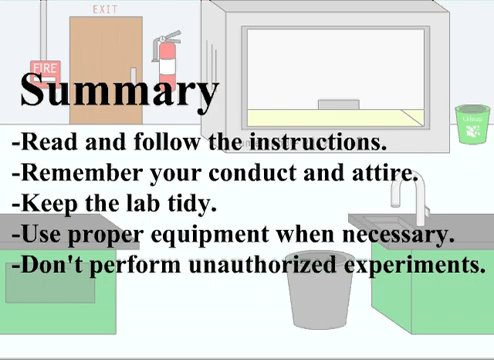 EXIT
FIRE
Summary
-Read and follow the instructions.
-Remember your conduct and attire.
-Keep the lab tidy.
-Use proper equipment when necessary.
-Don't perform unauthorized experiments.